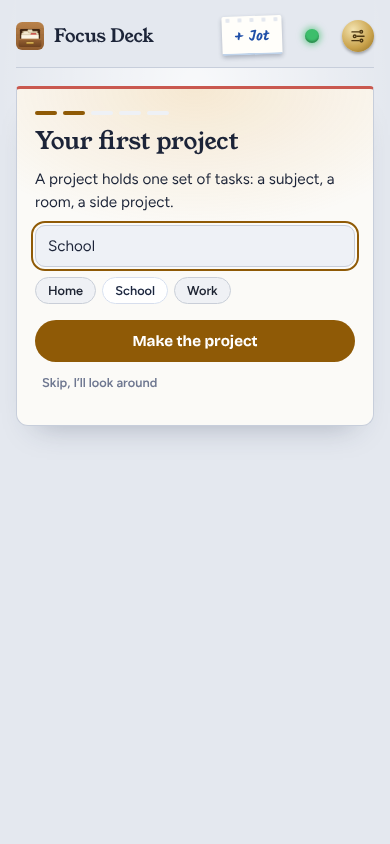 Focus Deck
+ Jot
Your first project
A project holds one set of tasks: a subject, a
room, a side project.
School
Home
School
Work
Make the project
Skip, I'll look around